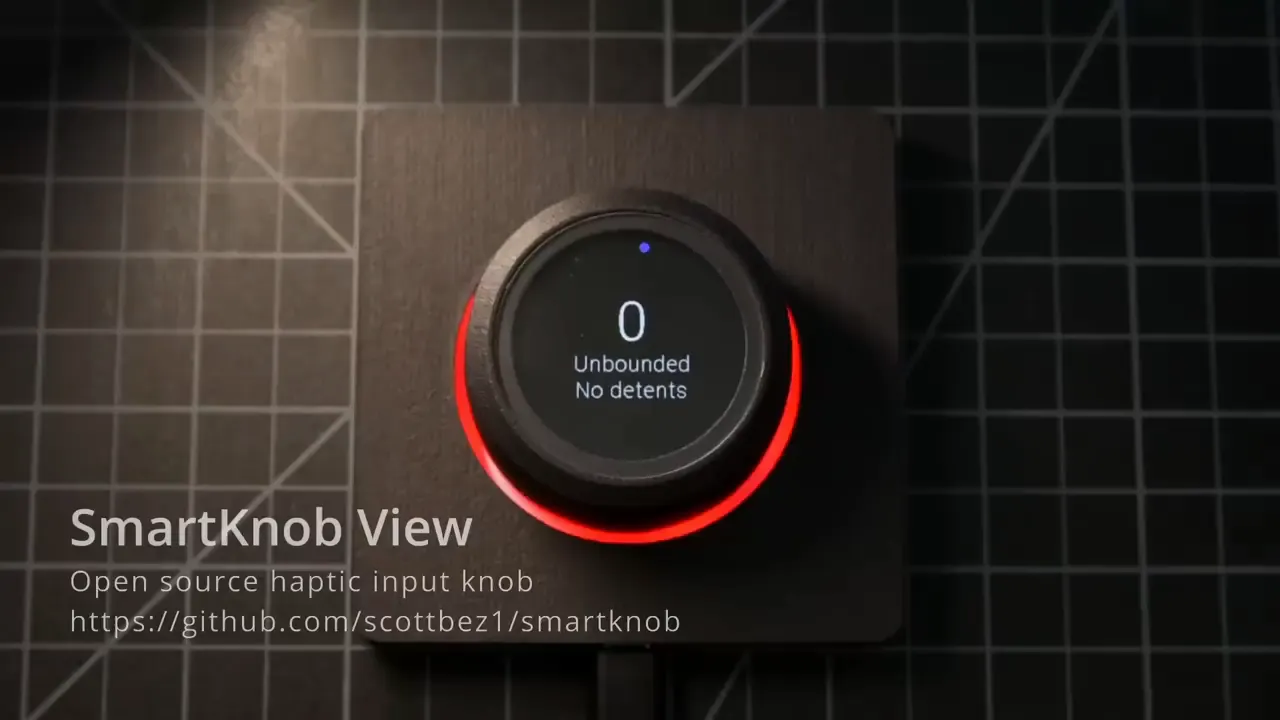 0
Unbounded
No detents
SmartKnob View
Open source haptic input knob
https://github.com/scottbez1/smartknob